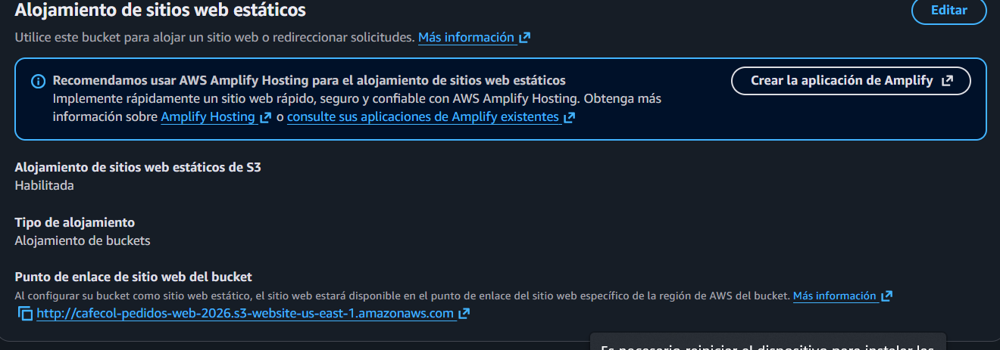 Alojamiento de sitios web estáticos
Editar
Utilice este bucket para alojar un sitio web o redireccionar solicitudes. Más información
Recomendamos usar AWS Amplify Hosting para el alojamiento de sitios web estáticos
Crear la aplicación de Amplify
Implemente rápidamente un sitio web rápido, seguro y confiable con AWS Amplify Hosting. Obtenga más
información sobre Amplify Hosting o consulte sus aplicaciones de Amplify existentes
Alojamiento de sitios web estáticos de S3
Habilitada
Tipo de alojamiento
Alojamiento de buckets
Punto de enlace de sitio web del bucket
Al configurar su bucket como sitio web estático, el sitio web estará disponible en el punto de enlace del sitio web específico de la región de AWS del bucket. Más información
http://cafecol-pedidos-web-2026.s3-website-us-east-1.amazonaws.com
Es necesario reiniciar el dispositivo para instalar las